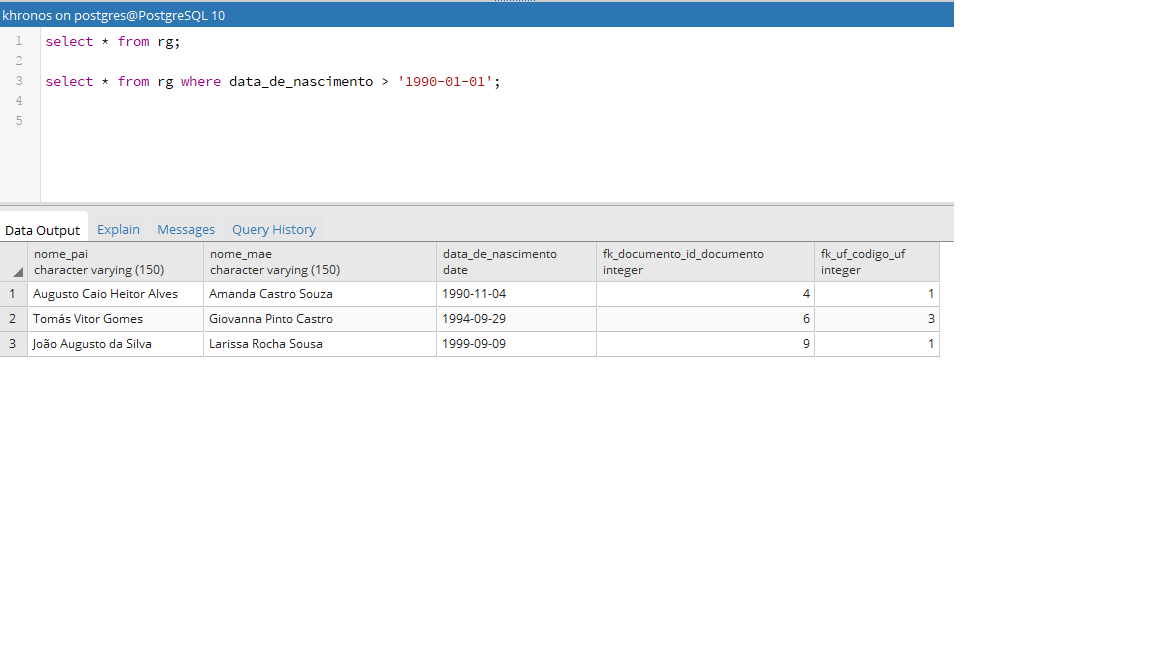 khronos on postgres@PostgreSQL 10
1 select * from rg;
2
3 select * from rg where data_de_nascimento > '1990-01-01';
4
5
Data Output Explain Messages Query History
nome_pai nome_mae data_de_nascimento fk_documento_id_documento fk_uf_codigo_uf
character varying (150) character varying (150) date integer integer
1 Augusto Caio Heitor Alves Amanda Castro Souza 1990-11-04 4 1
2 Tomás Vitor Gomes Giovanna Pinto Castro 1994-09-29 6 3
3 João Augusto da Silva Larissa Rocha Sousa 1999-09-09 9 1